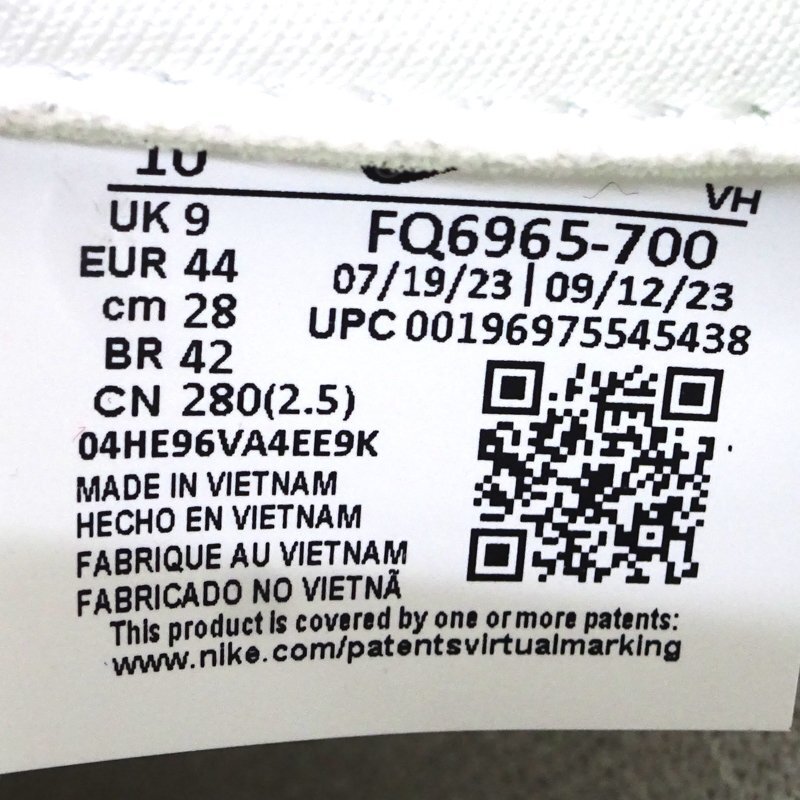 10
VH
UK 9
EUR 44
cm 28
BR 42
CN 280(2.5)
FQ6965-700
07/19/23 | 09/12/23
UPC 00196975545438
04HE96VA4EE9K
MADE IN VIETNAM
HECHO EN VIETNAM
FABRIQUE AU VIETNAM
FABRICADO NO VIETNÃ
This product is covered by one or more patents:
www.nike.com/patentsvirtualmarking